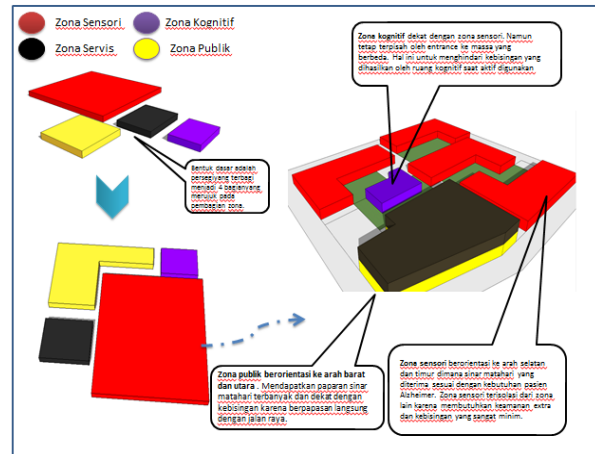 Zona Sensori
Zona Kognitif
Zona Servis
Zona Publik
Zona kognitif dekat dengan zona sensori. Namun
tetap terpisah oleh entrance ke massa yang
berbeda. Hal ini untuk menghindari kebisingan yang
dihasilkan oleh ruang kognitif saat aktif digunakan
Bentuk dasar adalah
persegiyang terbagi
menjadi 4 bagianyang
merujuk pada
pembagian zona.
Zona publik berorientasi ke arah barat
dan utara . Mendapatkan paparan sinar
matahari terbanyak dan dekat dengan
kebisingan karena berpapasan langsung
dengan jalan raya.
Zona sensori berorientasi ke arah selatan
dan timur dimana sinar matahari yang
diterima sesuai dengan kebutuhan pasien
Alzheimer. Zona sensori terisolasi dari zona
lain karena membutuhkan keamanan extra
dan kebisingan yang sangat minim.